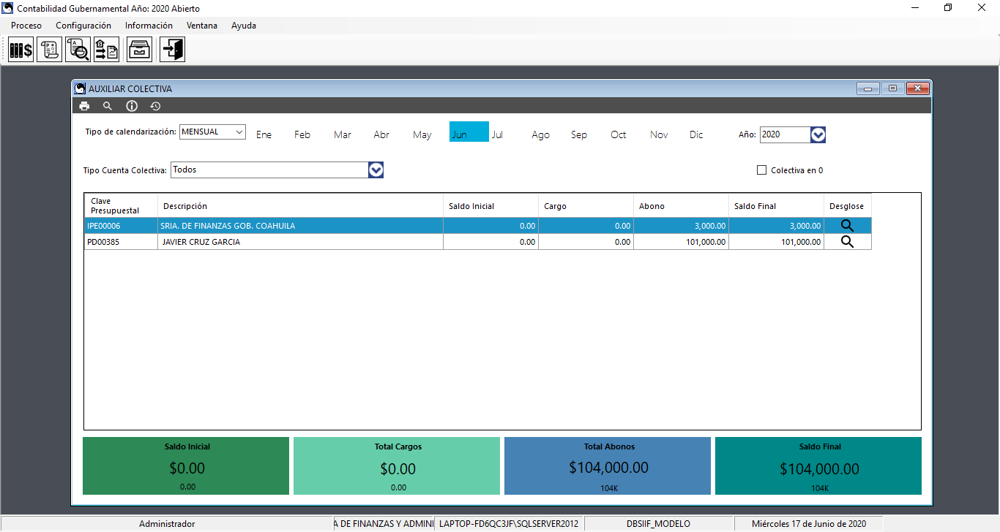 Contabilidad Gubernamental Año: 2020 Abierto
Proceso Configuración Información Ventana Ayuda
AUXILIAR COLECTIVA
Tipo de calendarización: MENSUAL Ene Feb Mar Abr May Jun Jul Ago Sep Oct Nov Dic Año: 2020
Tipo Cuenta Colectiva: Todos Colectiva en 0
Clave Presupuestal Descripción Saldo Inicial Cargo Abono Saldo Final Desglose
IPE00006 SRIA. DE FINANZAS GOB. COAHUILA 0.00 0.00 3,000.00 3,000.00
PD00385 JAVIER CRUZ GARCIA 0.00 0.00 101,000.00 101,000.00
Saldo Inicial Total Cargos Total Abonos Saldo Final
$0.00 $0.00 $104,000.00 $104,000.00
0.00 0.00 104K 104K
Administrador A DE FINANZAS Y ADMINI LAPTOP-FD6QC3JF\SQLSERVER2012 DBSIIF_MODELO Miércoles 17 de Junio de 2020